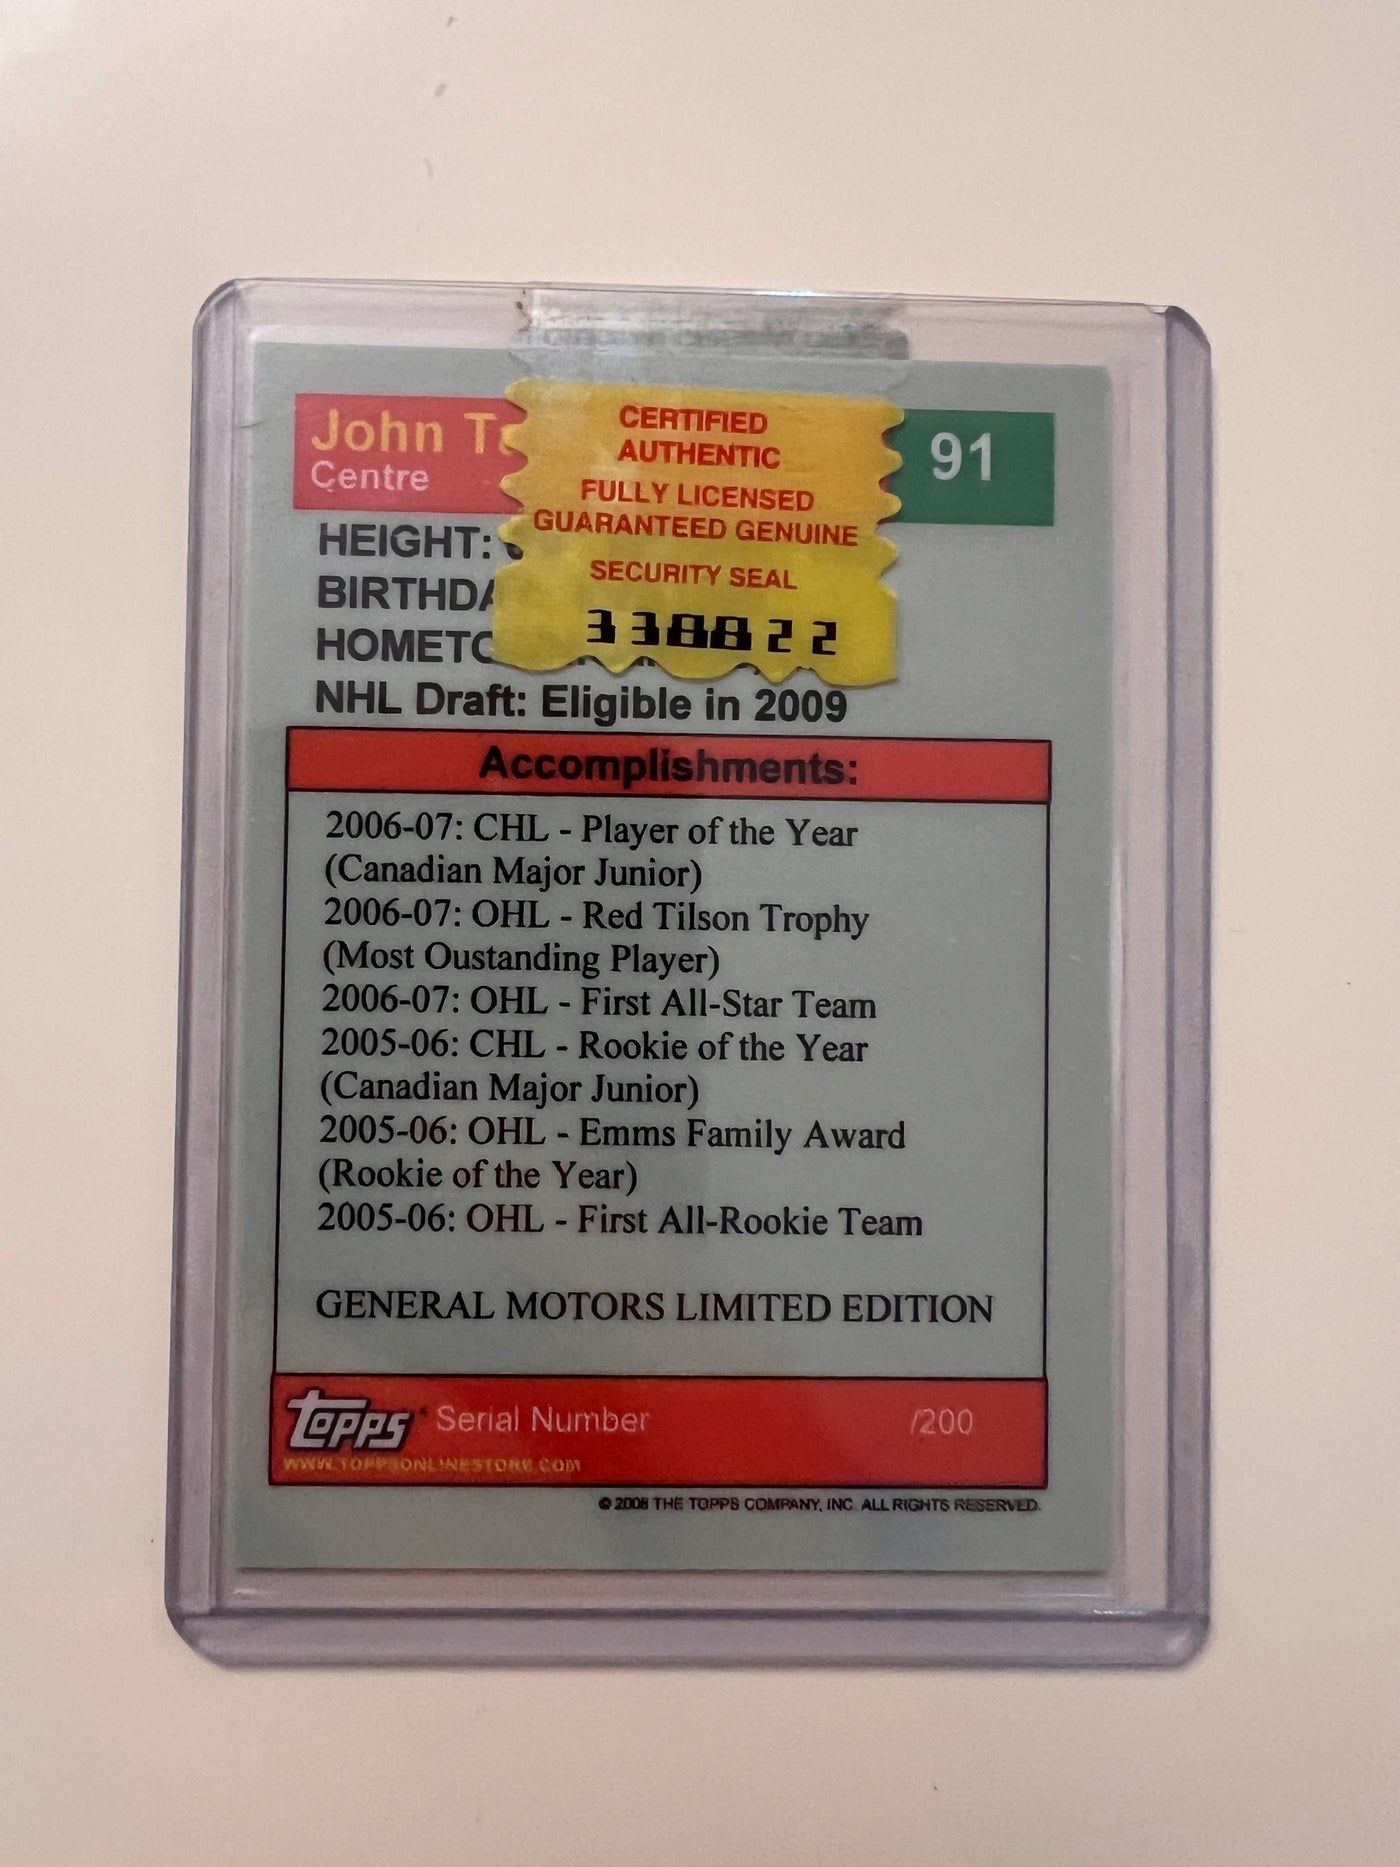 John Ta
Centre
91
CERTIFIED
AUTHENTIC
FULLY LICENSED
GUARANTEED GENUINE
SECURITY SEAL
338822
HEIGHT:
BIRTHDA
HOMETO
NHL Draft: Eligible in 2009
Accomplishments:
2006-07: CHL - Player of the Year
(Canadian Major Junior)
2006-07: OHL - Red Tilson Trophy
(Most Oustanding Player)
2006-07: OHL - First All-Star Team
2005-06: CHL - Rookie of the Year
(Canadian Major Junior)
2005-06: OHL - Emms Family Award
(Rookie of the Year)
2005-06: OHL - First All-Rookie Team
GENERAL MOTORS LIMITED EDITION
topps Serial Number /200
WWW.TOPPSONLINESTORE.COM
© 2008 THE TOPPS COMPANY, INC. ALL RIGHTS RESERVED.